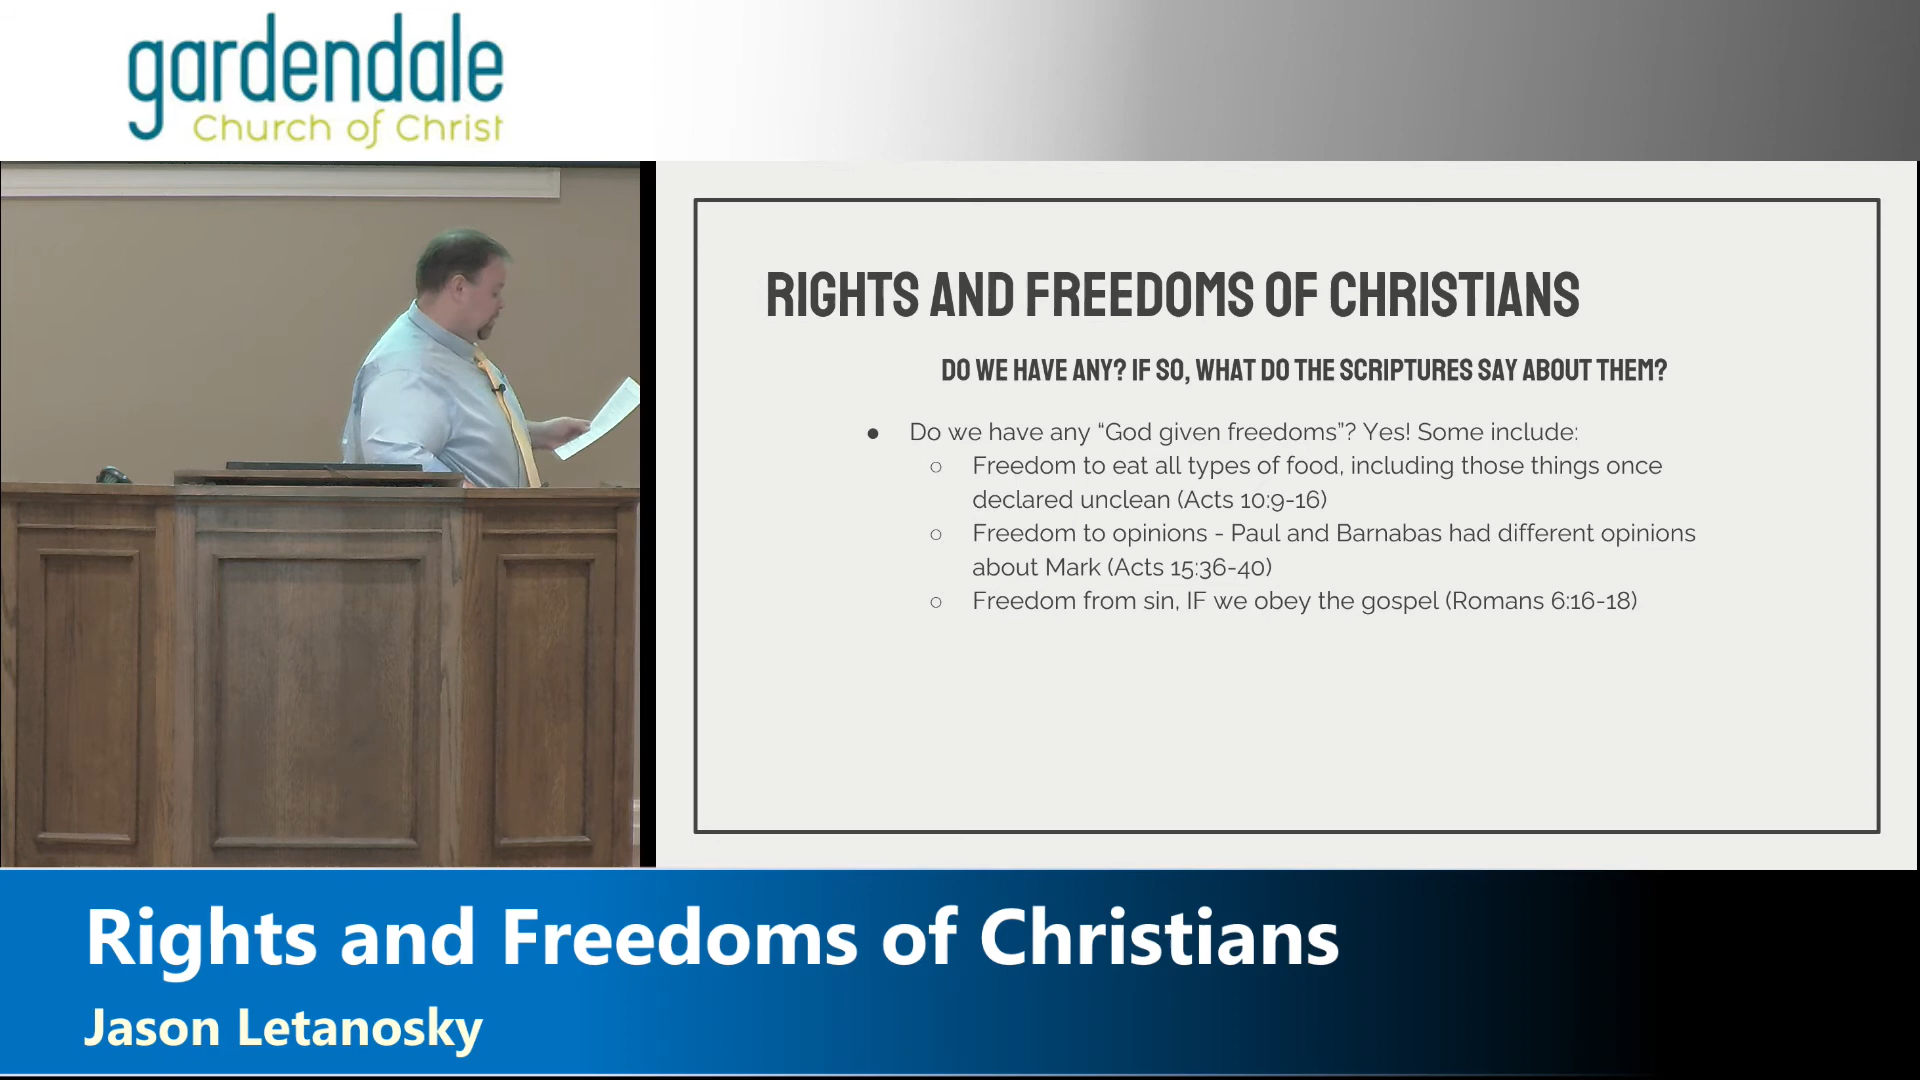 gardendale
Church of Christ
RIGHTS AND FREEDOMS OF CHRISTIANS
DO WE HAVE ANY? IF SO, WHAT DO THE SCRIPTURES SAY ABOUT THEM?
● Do we have any “God given freedoms”? Yes! Some include:
○ Freedom to eat all types of food, including those things once
declared unclean (Acts 10:9-16)
○ Freedom to opinions - Paul and Barnabas had different opinions
about Mark (Acts 15:36-40)
○ Freedom from sin, IF we obey the gospel (Romans 6:16-18)
Rights and Freedoms of Christians
Jason Letanosky